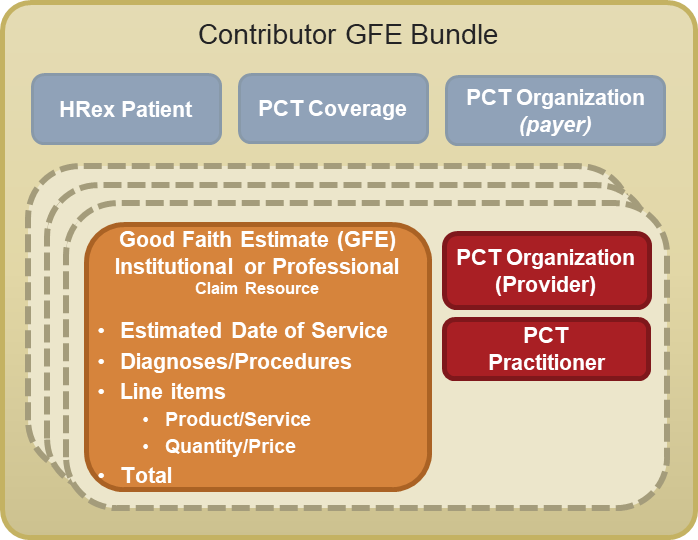 Contributor GFE Bundle
HRex Patient
PCT Coverage
PCT Organization
(payer)
Good Faith Estimate (GFE)
Institutional or Professional
Claim Resource
• Estimated Date of Service
• Diagnoses/Procedures
• Line items
• Product/Service
• Quantity/Price
• Total
PCT Organization
(Provider)
PCT
Practitioner